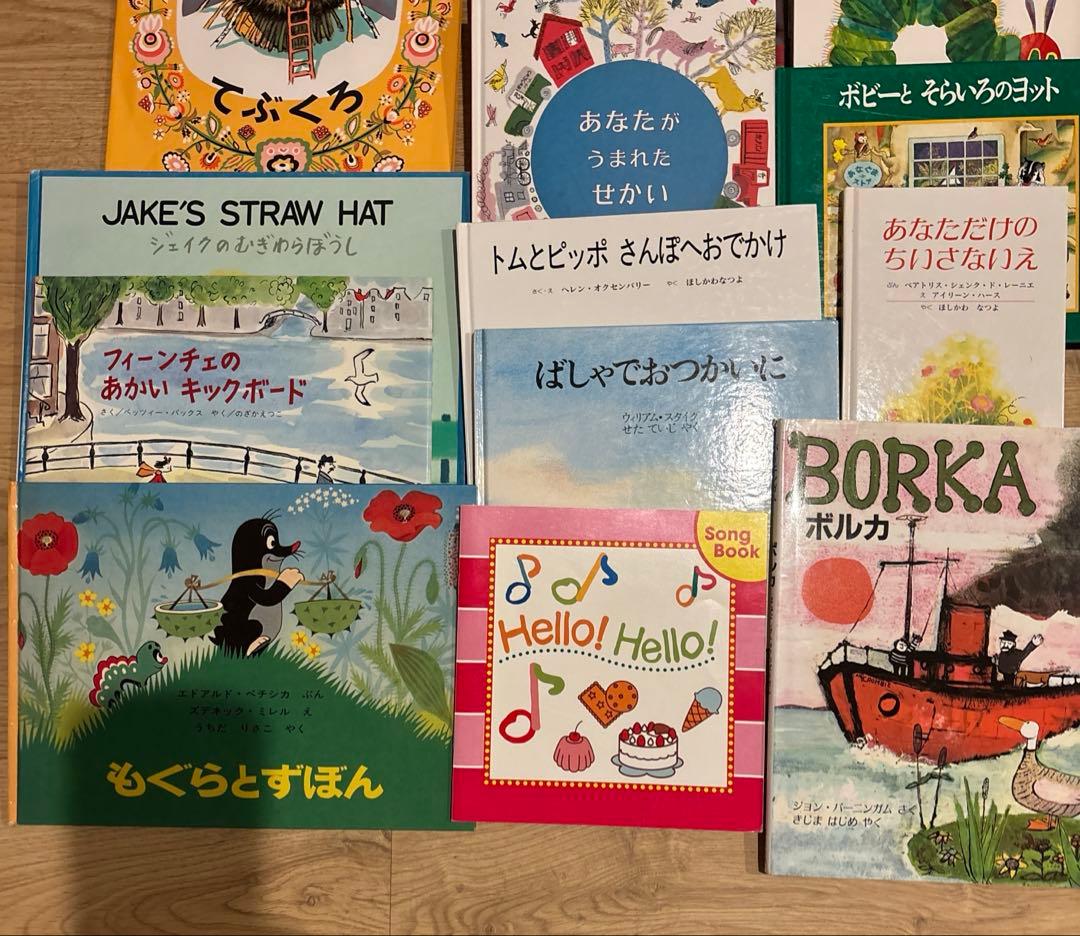 てぶくろ
あなたが
うまれた
せかい
ボビーと そらいろのヨット
JAKE'S STRAW HAT
ジェイクのむぎわらぼうし
トムとピッポ さんぽへおでかけ
さく・え ヘレン・オクセンバリー やく ほしかわなつよ
あなただけの
ちいさないえ
ぶん ベアトリス・シェンク・ド・レーニエ
え アイリーン・ハース
やく ほしかわ なつよ
フィーンチェの
あかい キックボード
さく/ベッツィー・バックス やく/のざかえつこ
ばしゃでおつかいに
ウィリアム・スタイグ
せた ていじ やく
BORKA
ボルカ
ジョン・バーニンガム さく
きじま はじめ やく
Song
Book
Hello! Hello!
エドアルド・ペチシカ ぶん
ズデネック・ミレル え
うちだ りさこ やく
もぐらとずぼん